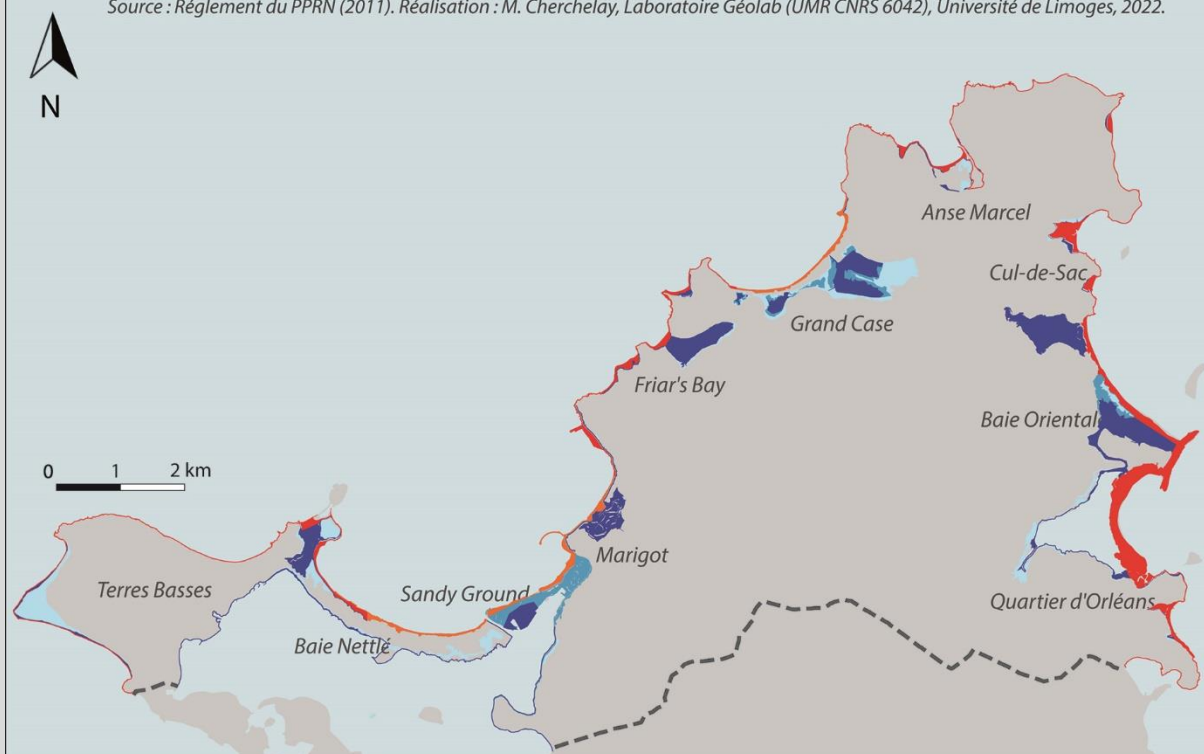 Source : Réglement du PPRN (2011). Réalisation : M. Cherchelay, Laboratoire Géolab (UMR CNRS 6042), Université de Limoges, 2022.
N
Anse Marcel
Cul-de-Sac
Grand Case
Friar's Bay
Baie Oriental
0 1 2 km
Marigot
Terres Basses
Sandy Ground
Quartier d'Orléans
Baie Nettlé